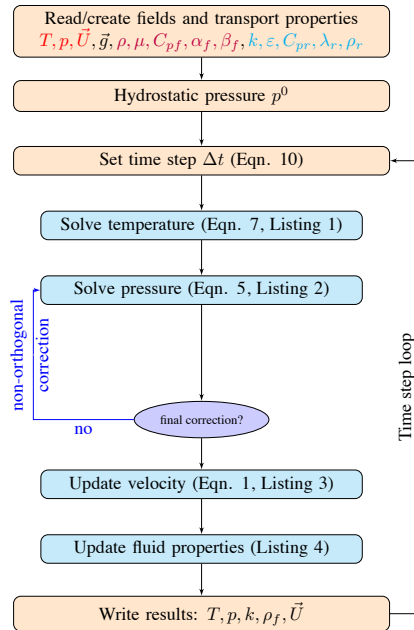 Read/create fields and transport properties
T, p, U⃗, g⃗, ρ, μ, C_pf, α_f, β_f, k, ε, C_pr, λ_r, ρ_r
Hydrostatic pressure p⁰
Set time step Δt (Eqn. 10)
Solve temperature (Eqn. 7, Listing 1)
Solve pressure (Eqn. 5, Listing 2)
non-orthogonal
correction
final correction?
no
Time step loop
Update velocity (Eqn. 1, Listing 3)
Update fluid properties (Listing 4)
Write results: T, p, k, ρ_f, U⃗